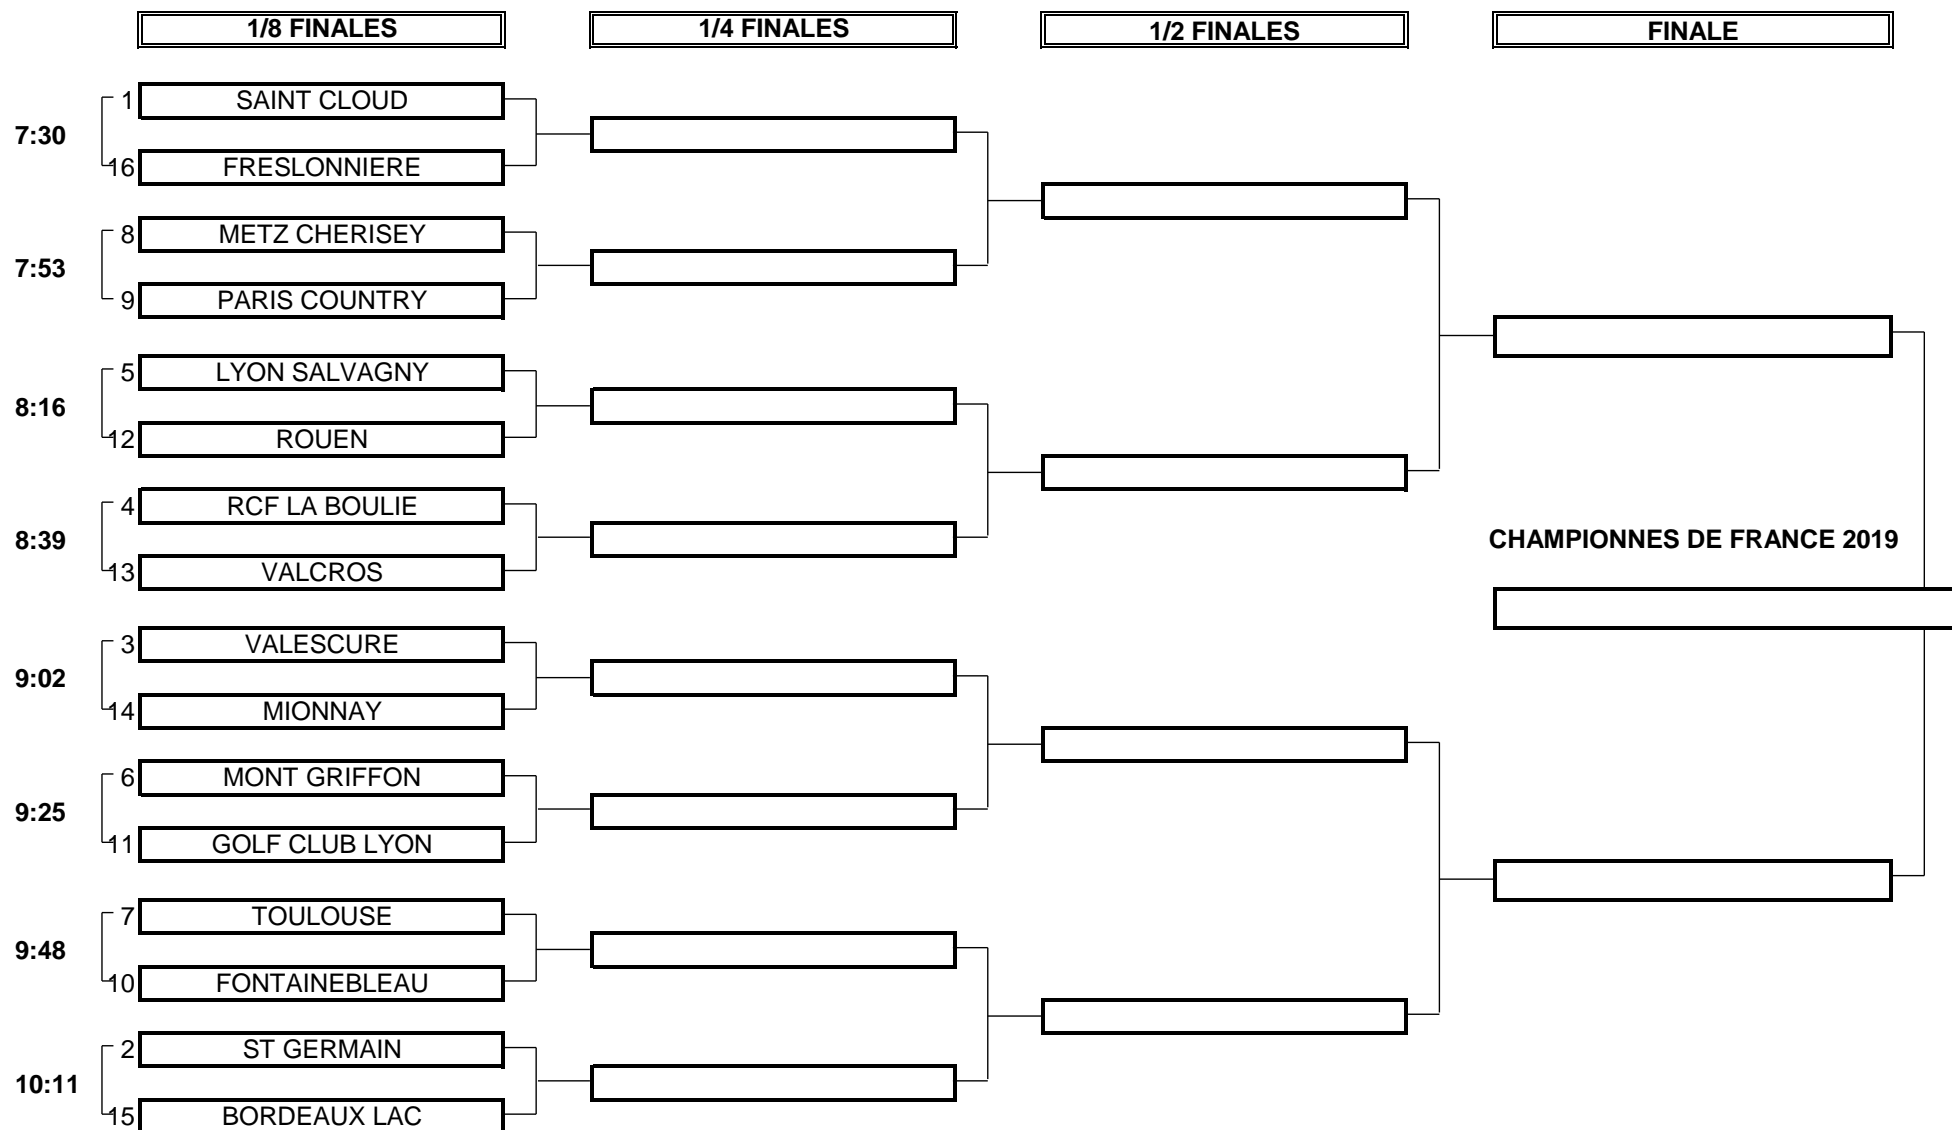 1/8 FINALES 1/4 FINALES 1/2 FINALES FINALE
1 SAINT CLOUD
7:30
16 FRESLONNIERE
8 METZ CHERISEY
7:53
9 PARIS COUNTRY
5 LYON SALVAGNY
8:16
12 ROUEN
4 RCF LA BOULIE
8:39
CHAMPIONNES DE FRANCE 2019
13 VALCROS
3 VALESCURE
9:02
14 MIONNAY
6 MONT GRIFFON
9:25
11 GOLF CLUB LYON
7 TOULOUSE
9:48
10 FONTAINEBLEAU
2 ST GERMAIN
10:11
15 BORDEAUX LAC